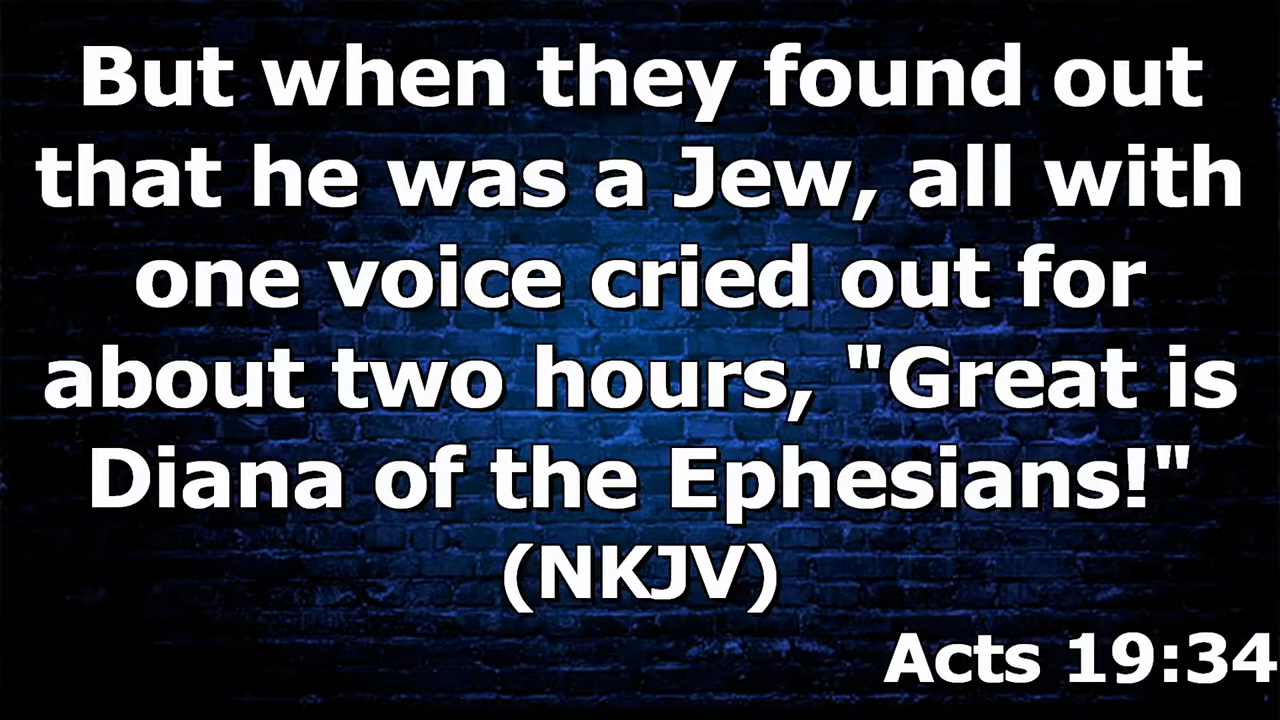 But when they found out
that he was a Jew, all with
one voice cried out for
about two hours, "Great is
Diana of the Ephesians!"
(NKJV)
Acts 19:34